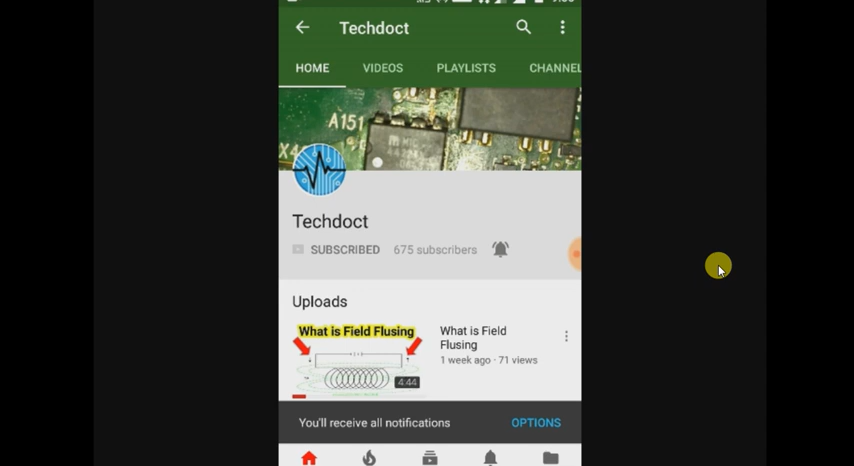 Techdoct
HOME VIDEOS PLAYLISTS CHANNEL
A151
Techdoct
SUBSCRIBED 675 subscribers
Uploads
What is Field Flusing
4:44
What is Field
Flusing
1 week ago · 71 views
You'll receive all notifications OPTIONS